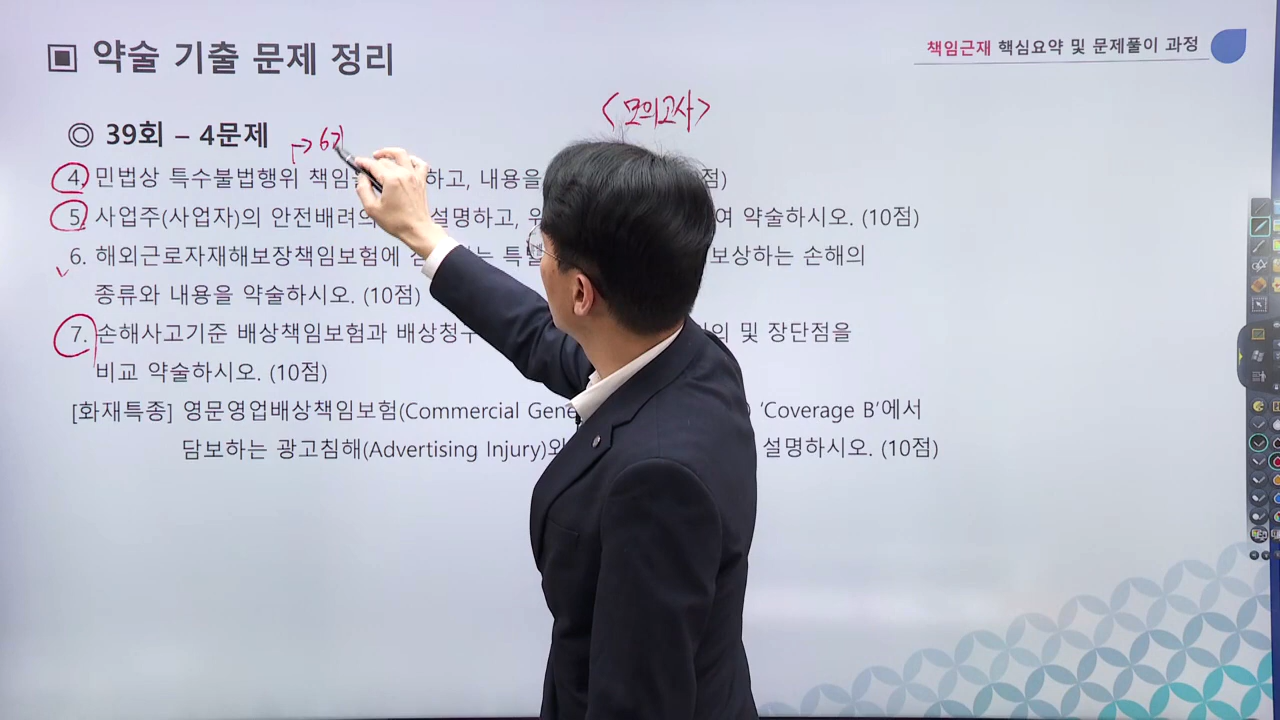 ▣ 약술 기출 문제 정리
책임근재 핵심요약 및 문제풀이 과정
<모의고사>
◎ 39회 – 4문제
→ 6가
4. 민법상 특수불법행위 책임 하고, 내용을 점)
5. 사업주(사업자)의 안전배려의 설명하고, 여 약술하시오. (10점)
6. 해외근로자재해보장책임보험에 는 특별 보상하는 손해의
종류와 내용을 약술하시오. (10점)
7. 손해사고기준 배상책임보험과 배상청구 의 및 장단점을
비교 약술하시오. (10점)
[화재특종] 영문영업배상책임보험(Commercial Gene ) 'Coverage B'에서
담보하는 광고침해(Advertising Injury)와 설명하시오. (10점)